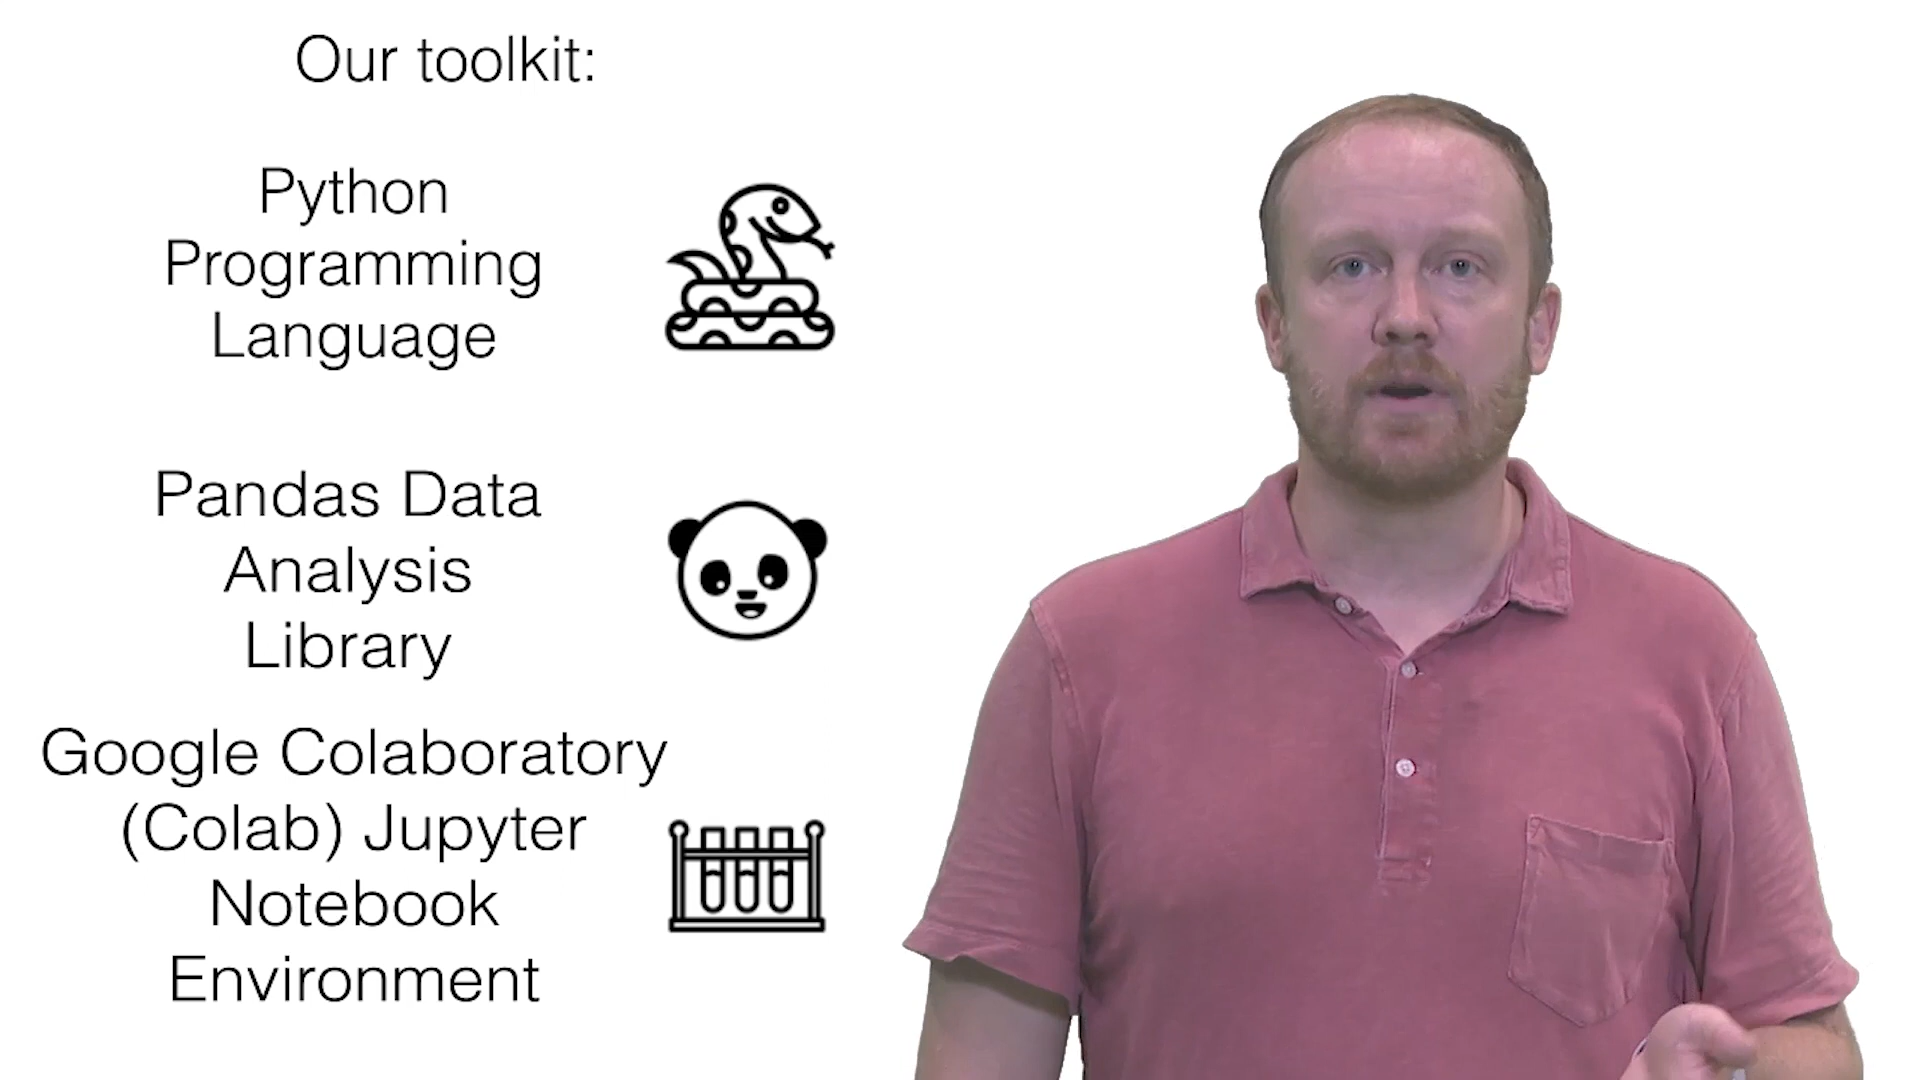 Our toolkit:
Python
Programming
Language
Pandas Data
Analysis
Library
Google Colaboratory
(Colab) Jupyter
Notebook
Environment